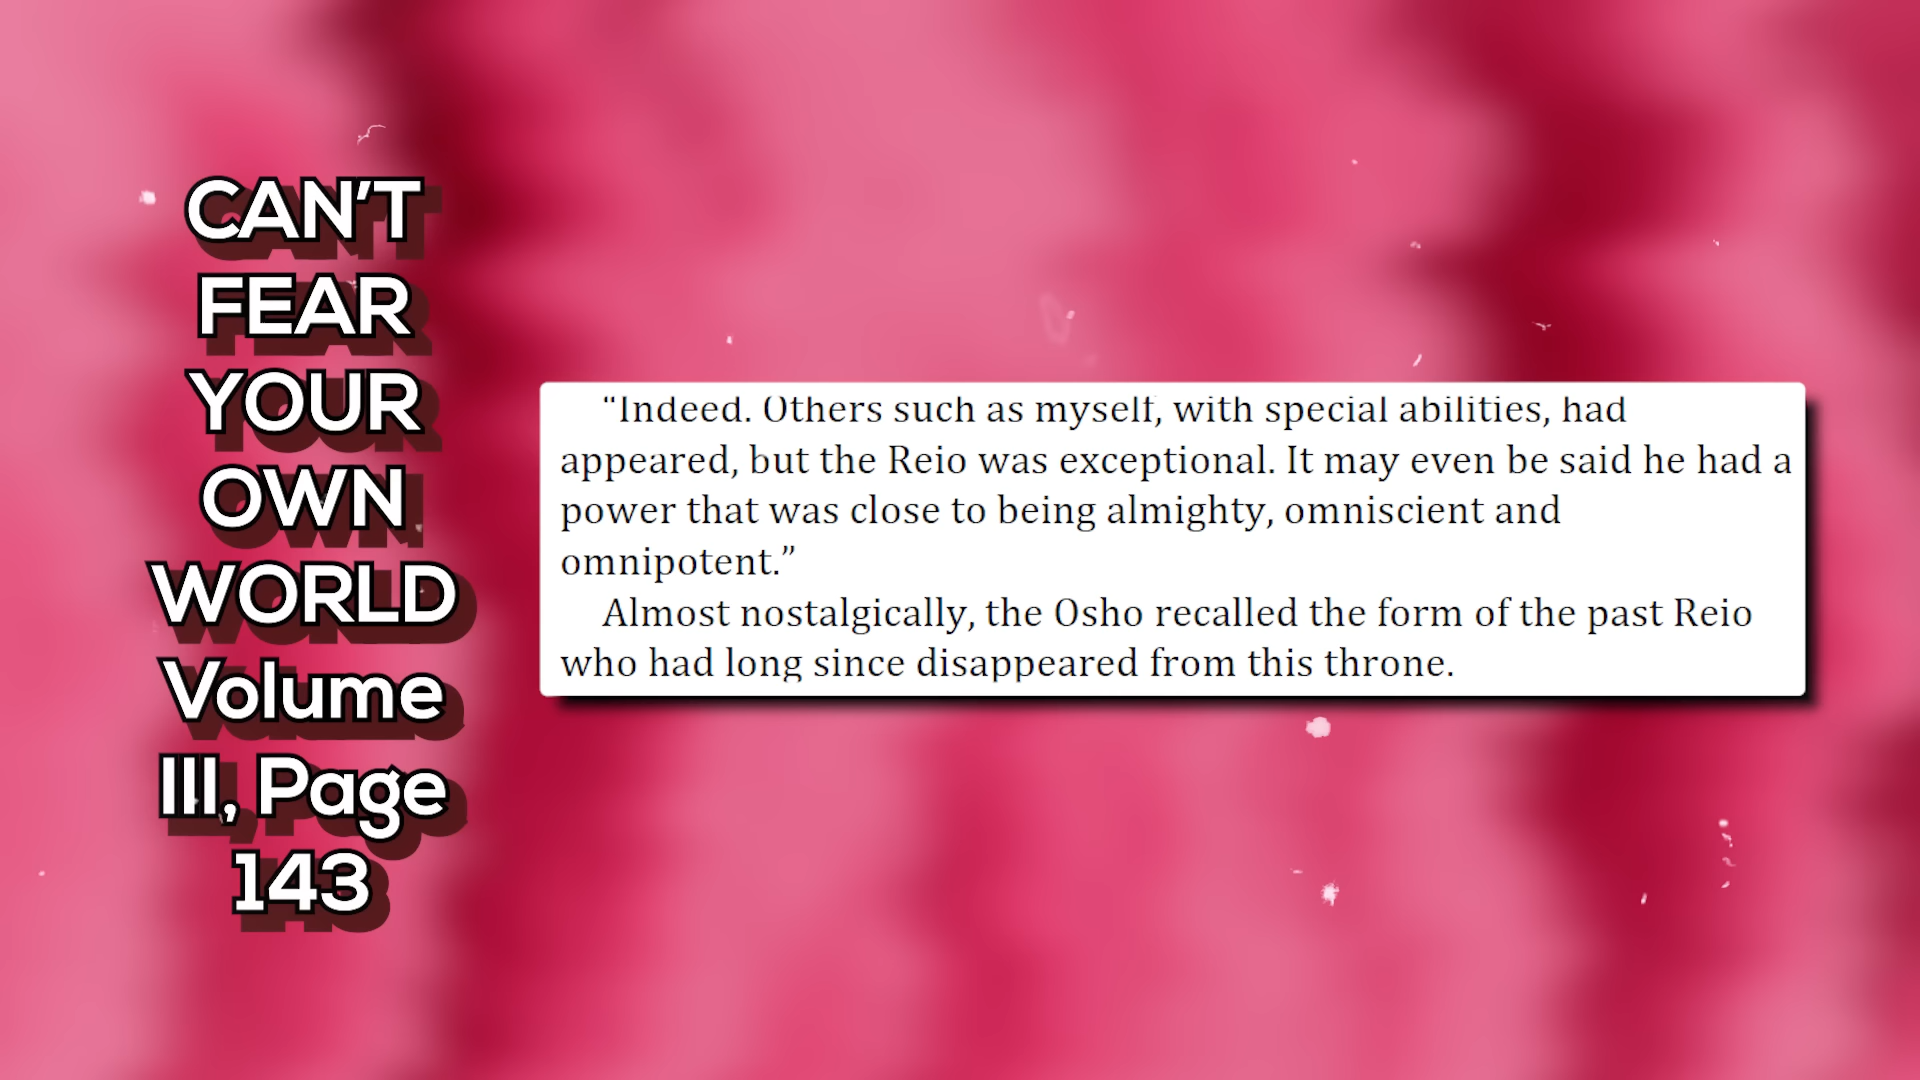 CAN'T
FEAR
YOUR
OWN
WORLD
Volume
III, Page
143
“Indeed. Others such as myself, with special abilities, had
appeared, but the Reio was exceptional. It may even be said he had a
power that was close to being almighty, omniscient and
omnipotent.”
Almost nostalgically, the Osho recalled the form of the past Reio
who had long since disappeared from this throne.